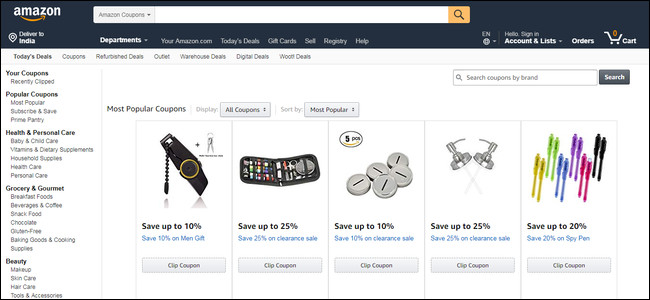 amazon
Amazon Coupons
Deliver to
India
Departments
Your Amazon.com
Today's Deals
Gift Cards
Sell
Registry
Help
EN
Hello. Sign in
Account & Lists
Orders
0
Cart
Today's Deals
Coupons
Refurbished Deals
Outlet
Warehouse Deals
Digital Deals
Woot! Deals
Your Coupons
Recently Clipped
Popular Coupons
Most Popular
Subscribe & Save
Prime Pantry
Health & Personal Care
Baby & Child Care
Vitamins & Dietary Supplements
Household Supplies
Health Care
Personal Care
Grocery & Gourmet
Breakfast Foods
Beverages & Coffee
Snack Food
Chocolate
Gluten-Free
Baking Goods & Cooking
Supplies
Beauty
Makeup
Skin Care
Hair Care
Tools & Accessories
Search coupons by brand
Search
Most Popular Coupons
Display:
All Coupons
Sort by:
Most Popular
+
Save up to 10%
Save 10% on Men Gift
Clip Coupon
Save up to 25%
Save 25% on clearance sale
Clip Coupon
5 pcs
Save up to 10%
Save 10% on clearance sale
Clip Coupon
Save up to 25%
Save 25% on clearance sale
Clip Coupon
Save up to 20%
Save 20% on Spy Pen
Clip Coupon